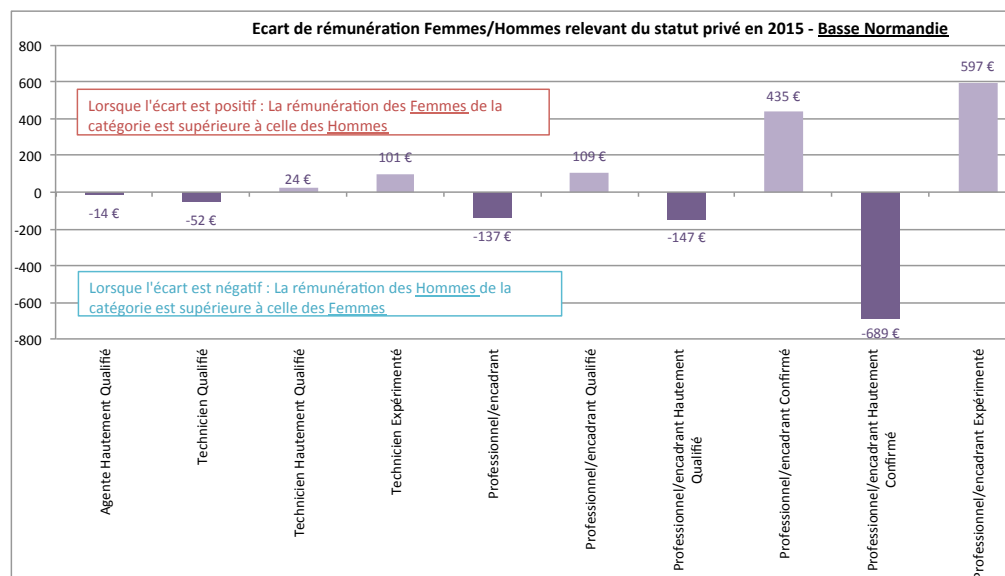 Ecart de rémunération Femmes/Hommes relevant du statut privé en 2015 - Basse Normandie
800
600
400
200
0
-200
-400
-600
-800
Lorsque l'écart est positif : La rémunération des Femmes de la
catégorie est supérieure à celle des Hommes
Lorsque l'écart est négatif : La rémunération des Hommes de la
catégorie est supérieure à celle des Femmes
-14 €
-52 €
24 €
101 €
-137 €
109 €
-147 €
435 €
-689 €
597 €
Agente Hautement Qualifié
Technicien Qualifié
Technicien Hautement Qualifié
Technicien Expérimenté
Professionnel/encadrant
Professionnel/encadrant Qualifié
Professionnel/encadrant Hautement
Qualifié
Professionnel/encadrant Confirmé
Professionnel/encadrant Hautement
Confirmé
Professionnel/encadrant Expérimenté